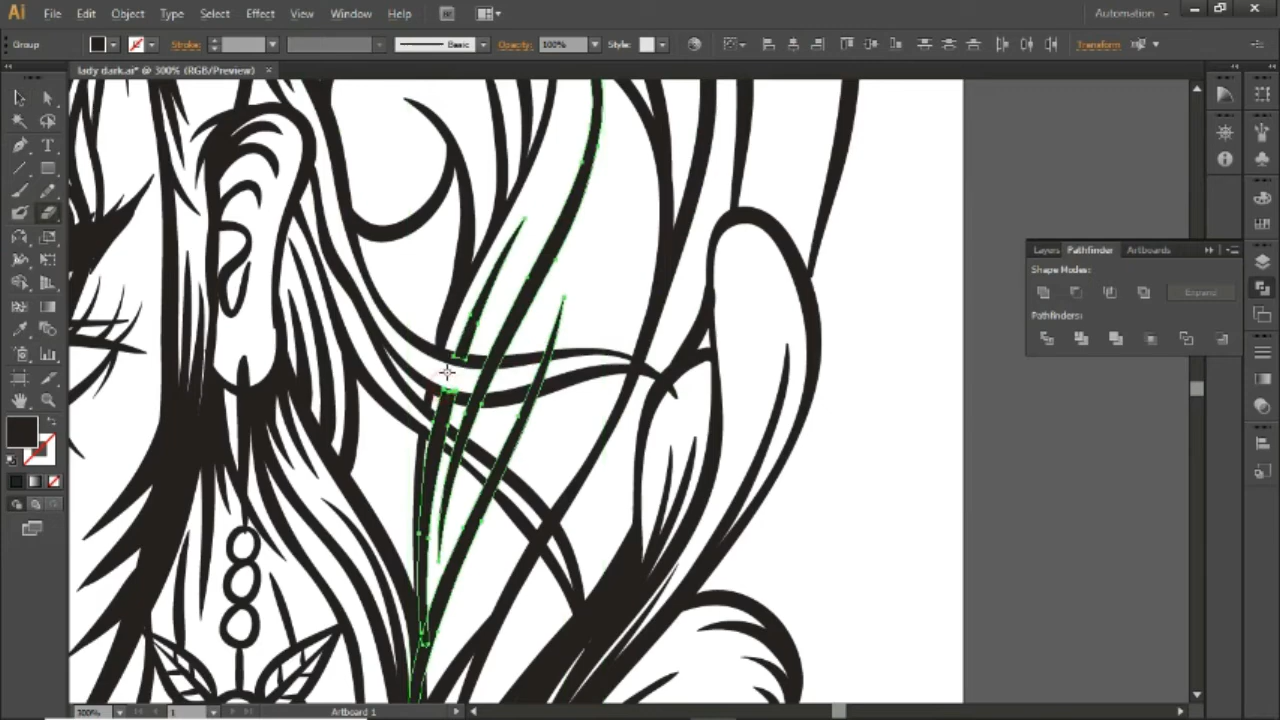 Ai File Edit Object Type Select Effect View Window Help Br Automation
Group Stroke: Basic Opacity: 100% Style: Transform
lady dark.ai* @ 300% (RGB/Preview) ×
Layers Pathfinder Artboards
Shape Modes:
Expand
Pathfinders:
300% 1 Artboard 1